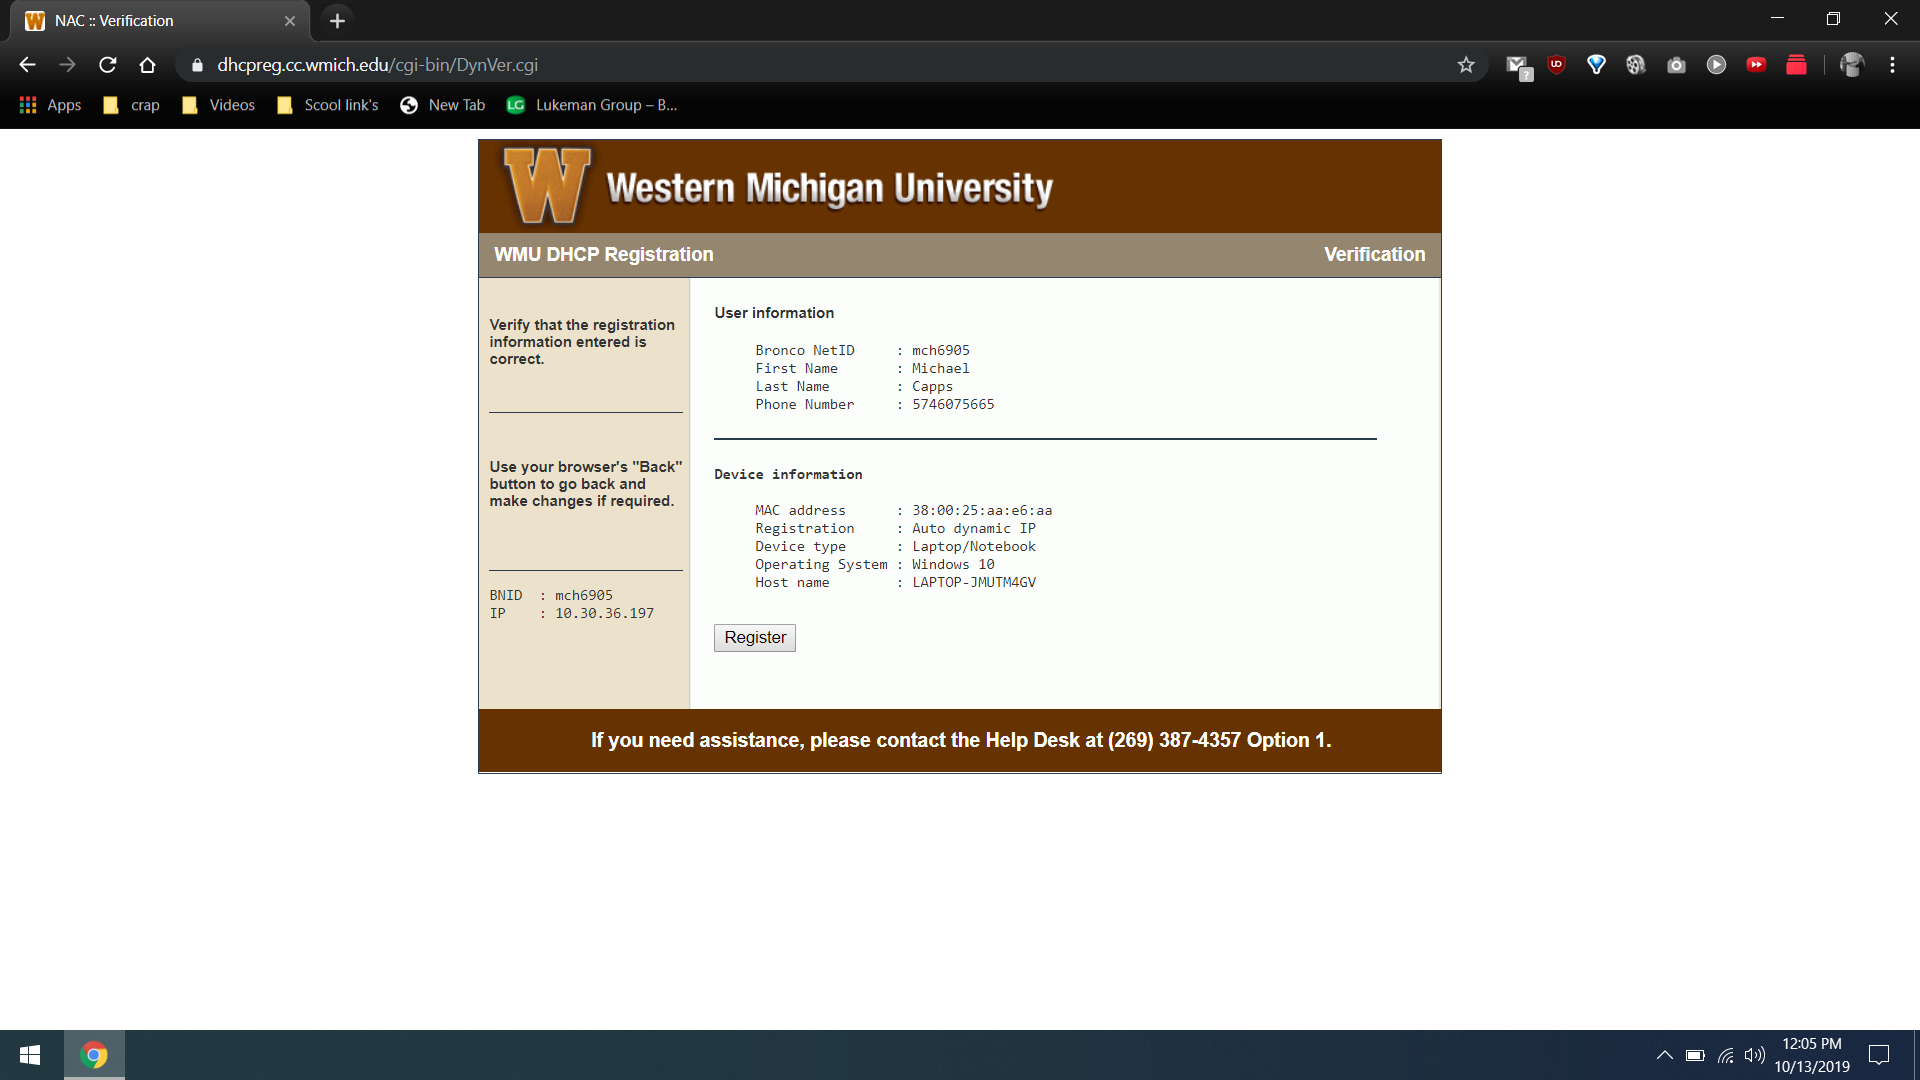 NAC :: Verification
dhcpreg.cc.wmich.edu/cgi-bin/DynVer.cgi
Apps crap Videos Scool link's New Tab LG Lukeman Group – B...
W Western Michigan University
WMU DHCP Registration Verification
Verify that the registration
information entered is
correct.
Use your browser's "Back"
button to go back and
make changes if required.
BNID : mch6905
IP : 10.30.36.197
User information
Bronco NetID : mch6905
First Name : Michael
Last Name : Capps
Phone Number : 5746075665
Device information
MAC address : 38:00:25:aa:e6:aa
Registration : Auto dynamic IP
Device type : Laptop/Notebook
Operating System : Windows 10
Host name : LAPTOP-JMUTM4GV
Register
If you need assistance, please contact the Help Desk at (269) 387-4357 Option 1.
12:05 PM
10/13/2019